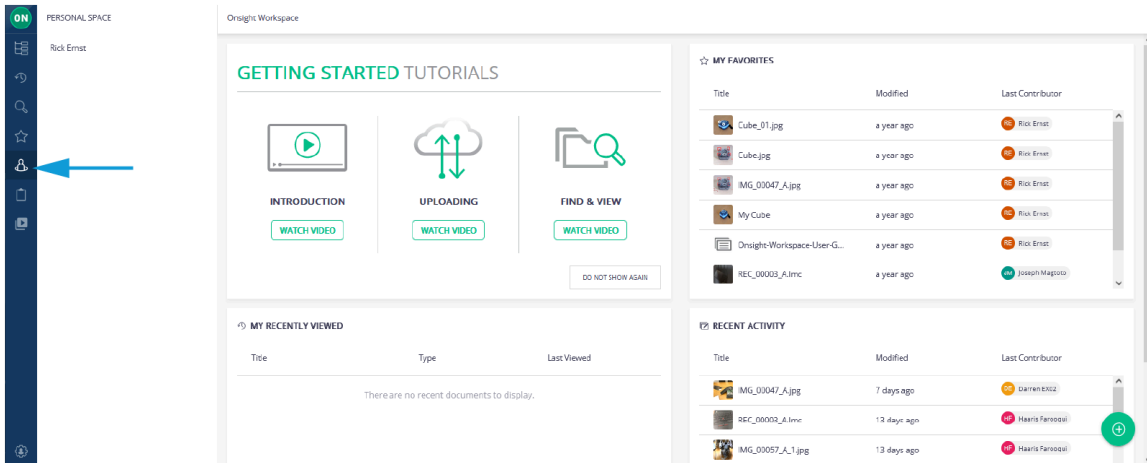 ON
PERSONAL SPACE
Rick Ernst
Onsight Workspace
GETTING STARTED TUTORIALS
INTRODUCTION
WATCH VIDEO
UPLOADING
WATCH VIDEO
FIND & VIEW
WATCH VIDEO
DO NOT SHOW AGAIN
MY FAVORITES
Title Modified Last Contributor
Cube_01.jpg a year ago RE Rick Ernst
Cube.jpg a year ago RE Rick Ernst
IMG_00047_A.jpg a year ago RE Rick Ernst
My Cube a year ago RE Rick Ernst
Onsight-Workspace-User-G... a year ago RE Rick Ernst
REC_00003_A.lmc a year ago JM Joseph Magtoto
MY RECENTLY VIEWED
Title Type Last Viewed
There are no recent documents to display.
RECENT ACTIVITY
Title Modified Last Contributor
IMG_00047_A.jpg 7 days ago DE Darren EX02
REC_00003_A.lmc 13 days ago HF Haaris Farooqui
IMG_00057_A_1.jpg 13 days ago HF Haaris Farooqui